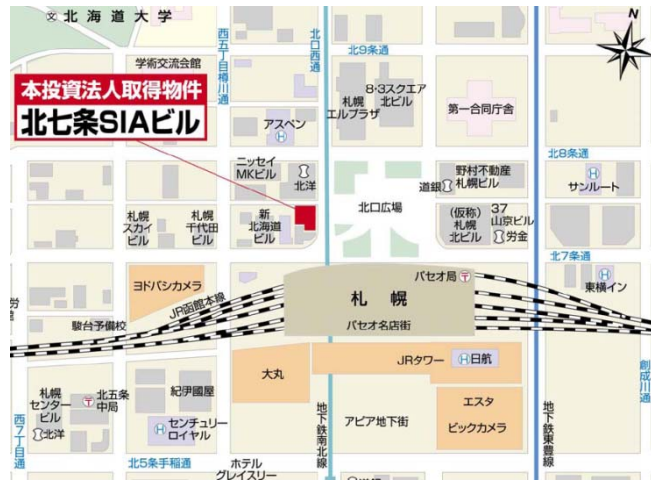 北海道大学
西五丁目樽川通
北口西通
北9条通
N
学術交流会館
本投資法人取得物件
北七条SIAビル
アスペン
H
札幌
エルプラザ
8・3スクエア
北ビル
第一合同庁舎
北8条通
ニッセイ
MKビル
北洋
道銀
野村不動産
札幌ビル
H
サンルート
札幌
スカイ
ビル
札幌
千代田
ビル
新
北海道
ビル
北口広場
(仮称)
札幌
北ビル
37
山京ビル
労金
北7条通
ヨドバシカメラ
JR函館本線
札幌
パセオ局
パセオ名店街
H
東横イン
労金
駿台予備校
大丸
JRタワー
H日航
創成川通
札幌
センター
ビル
北洋
北五条
中局
紀伊國屋
H
センチュリー
ロイヤル
地下鉄南北線
アピア地下街
エスタ
ビックカメラ
地下鉄東豊線
西7丁目通
北5条手稲通
ホテル
グレイスリー